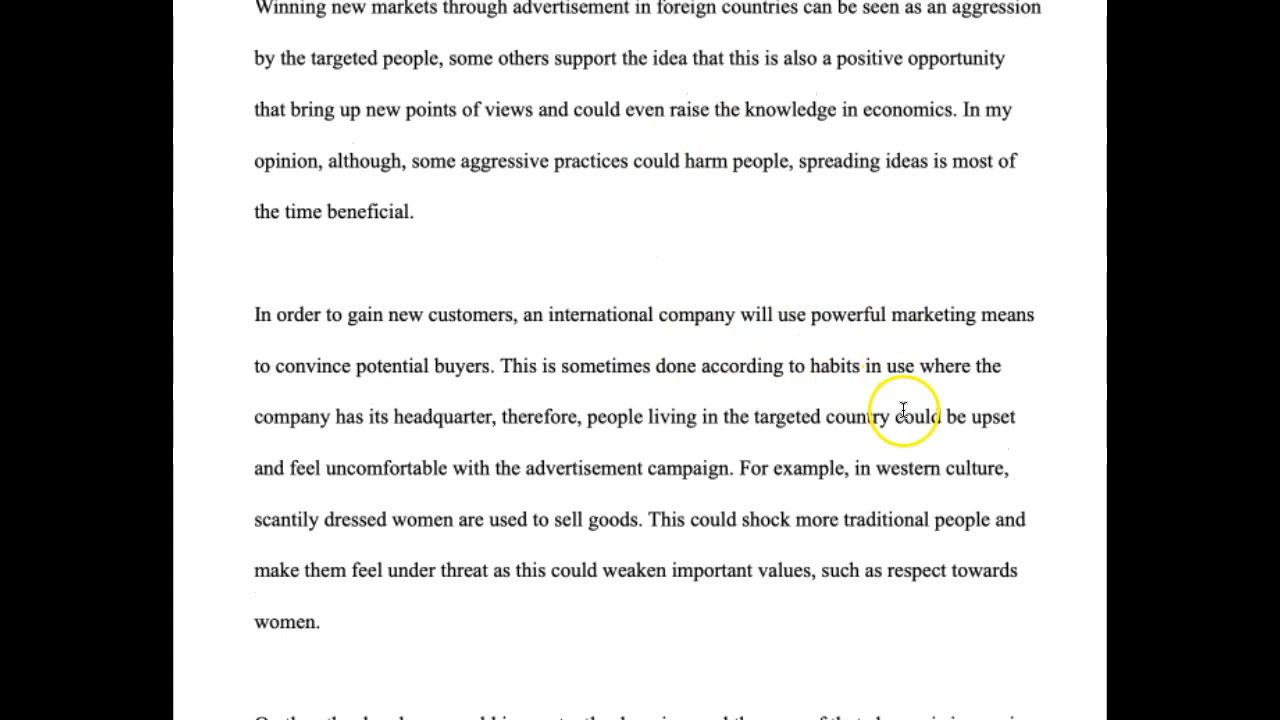 Winning new markets through advertisement in foreign countries can be seen as an aggression
by the targeted people, some others support the idea that this is also a positive opportunity
that bring up new points of views and could even raise the knowledge in economics. In my
opinion, although, some aggressive practices could harm people, spreading ideas is most of
the time beneficial.
In order to gain new customers, an international company will use powerful marketing means
to convince potential buyers. This is sometimes done according to habits in use where the
company has its headquarter, therefore, people living in the targeted country could be upset
and feel uncomfortable with the advertisement campaign. For example, in western culture,
scantily dressed women are used to sell goods. This could shock more traditional people and
make them feel under threat as this could weaken important values, such as respect towards
women.